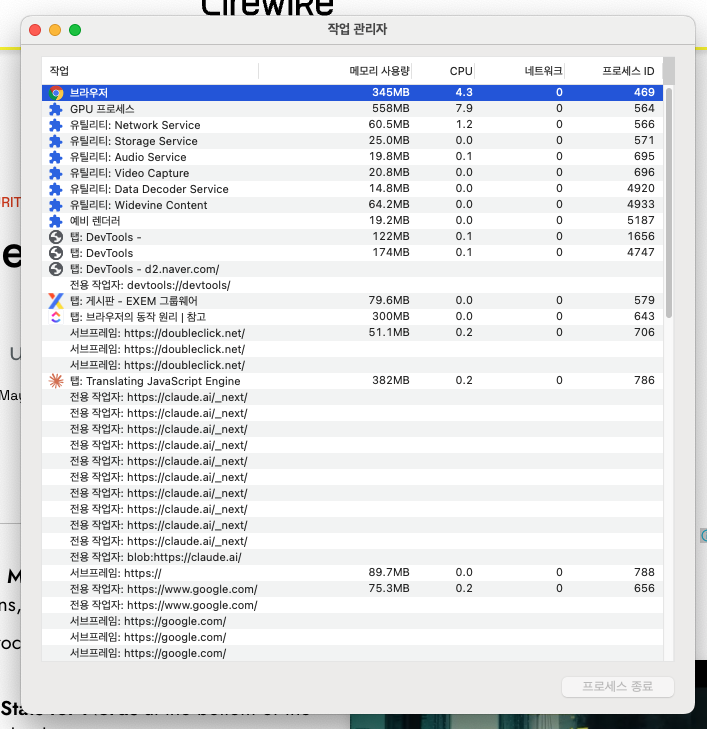 Cirewire
작업 관리자
작업 메모리 사용량 CPU 네트워크 프로세스 ID
브라우저 345MB 4.3 0 469
GPU 프로세스 558MB 7.9 0 564
유틸리티: Network Service 60.5MB 1.2 0 566
유틸리티: Storage Service 25.0MB 0.0 0 571
유틸리티: Audio Service 19.8MB 0.1 0 695
유틸리티: Video Capture 20.8MB 0.0 0 696
유틸리티: Data Decoder Service 14.8MB 0.0 0 4920
유틸리티: Widevine Content 64.2MB 0.0 0 4933
예비 렌더러 19.2MB 0.0 0 5187
탭: DevTools - 122MB 0.1 0 1656
탭: DevTools 174MB 0.1 0 4747
탭: DevTools - d2.naver.com/
전용 작업자: devtools://devtools/
탭: 게시판 - EXEM 그룹웨어 79.6MB 0.0 0 579
탭: 브라우저의 동작 원리 | 참고 300MB 0.0 0 643
서브프레임: https://doubleclick.net/ 51.1MB 0.2 0 706
서브프레임: https://doubleclick.net/
서브프레임: https://doubleclick.net/
탭: Translating JavaScript Engine 382MB 0.2 0 786
전용 작업자: https://claude.ai/_next/
전용 작업자: https://claude.ai/_next/
전용 작업자: https://claude.ai/_next/
전용 작업자: https://claude.ai/_next/
전용 작업자: https://claude.ai/_next/
전용 작업자: https://claude.ai/_next/
전용 작업자: https://claude.ai/_next/
전용 작업자: https://claude.ai/_next/
전용 작업자: https://claude.ai/_next/
전용 작업자: https://claude.ai/_next/
전용 작업자: blob:https://claude.ai/
서브프레임: https:// 89.7MB 0.0 0 788
전용 작업자: https://www.google.com/ 75.3MB 0.2 0 656
전용 작업자: https://www.google.com/
서브프레임: https://google.com/
서브프레임: https://google.com/
서브프레임: https://google.com/
프로세스 종료